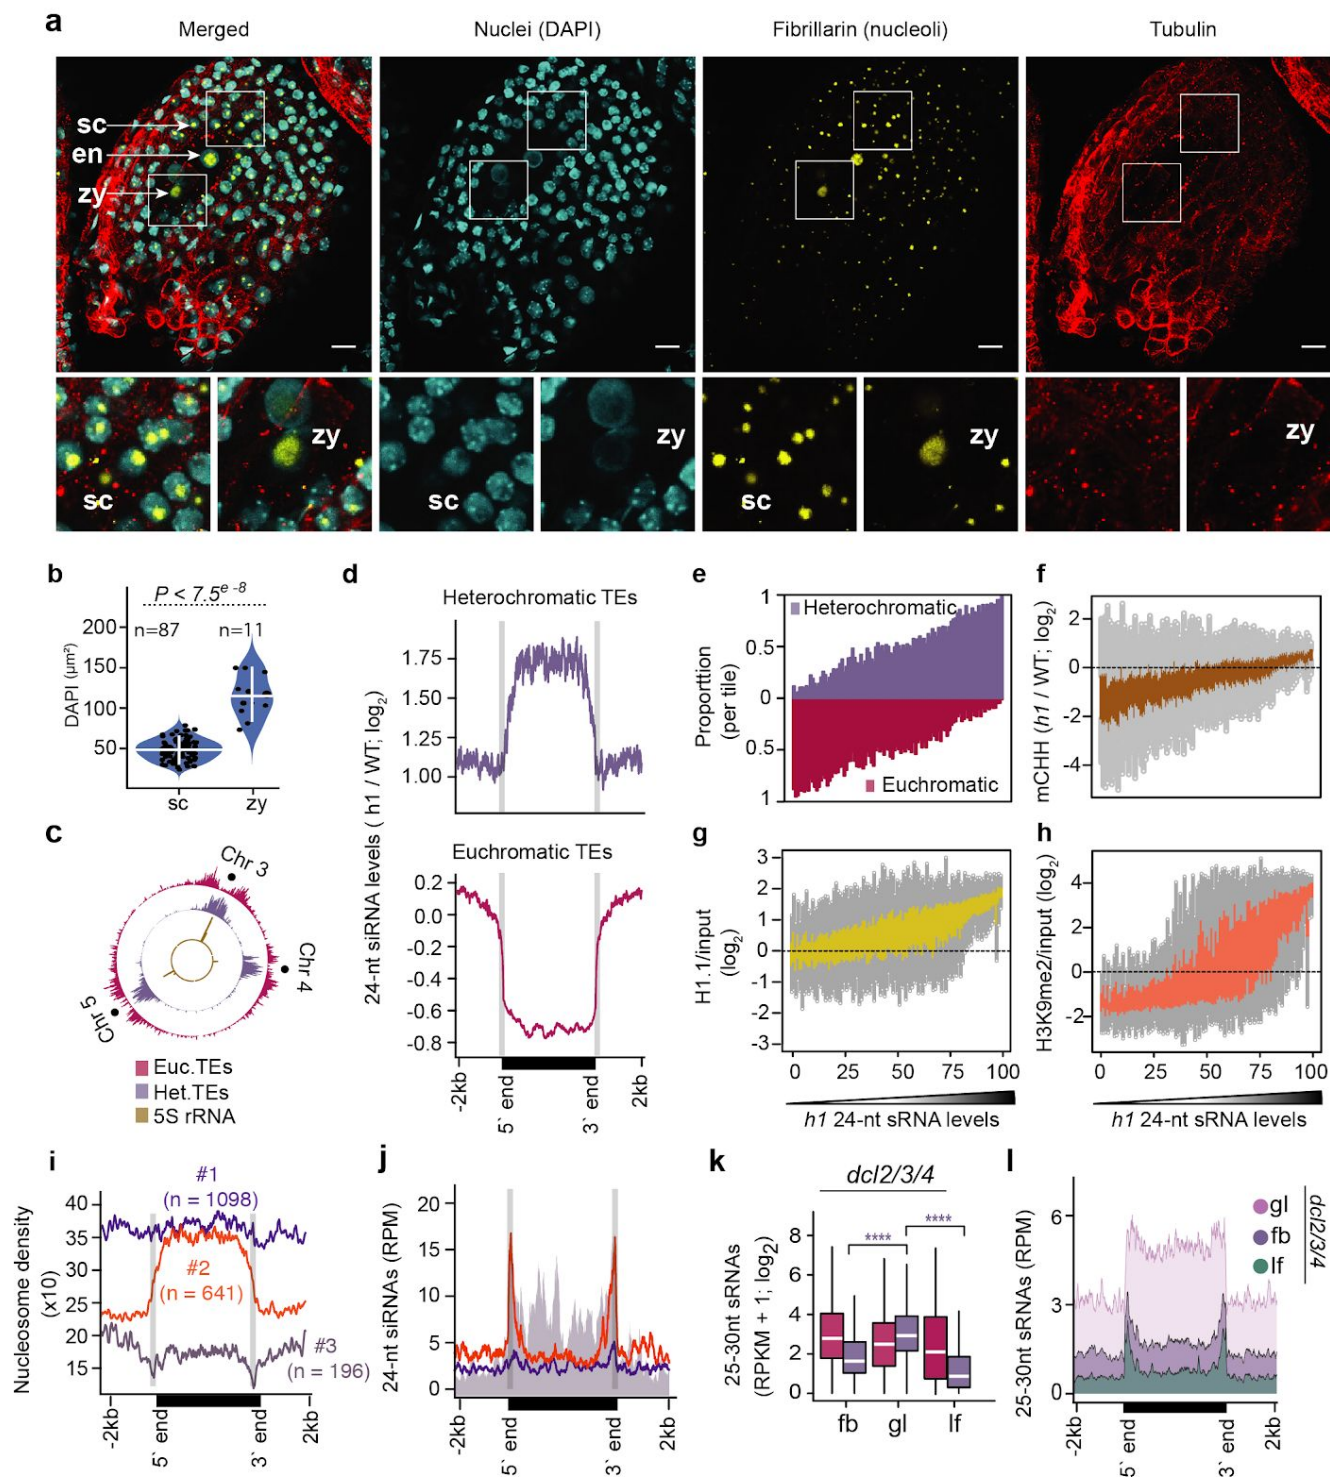 a
Merged
Nuclei (DAPI)
Fibrillarin (nucleoli)
Tubulin
sc
en
zy
sc
zy
zy
sc
zy
zy
b
P < 7.5e -8
n=87
n=11
DAPI (µm²)
200
150
100
50
sc
zy
c
Chr 3
Chr 4
Chr 5
Euc.TEs
Het.TEs
5S rRNA
d
Heterochromatic TEs
1.75
1.50
1.25
1.00
24-nt siRNA levels ( h1 / WT; log2)
Euchromatic TEs
0.2
0.0
-0.2
-0.4
-0.6
-0.8
-2kb
5` end
3` end
2kb
e
Proporttion
(per tile)
1
0.5
0
0.5
1
Heterochromatic
Euchromatic
f
mCHH (h1 / WT; log2)
2
0
-2
-4
g
H1.1/input
(log2)
3
2
1
0
-1
-2
-3
0
25
50
75
100
h1 24-nt sRNA levels
h
H3K9me2/input (log2)
4
2
0
-2
0
25
50
75
100
h1 24-nt sRNA levels
i
Nucleosome density
(x10)
40
35
30
25
20
15
#1
(n = 1098)
#2
(n = 641)
#3
(n = 196)
-2kb
5` end
3` end
2kb
j
24-nt siRNAs (RPM)
20
15
10
5
0
-2kb
5` end
3` end
2kb
k
dcl2/3/4
25-30nt sRNAs
(RPKM + 1; log2)
8
6
4
2
0
****
****
fb
gl
lf
l
25-30nt sRNAs (RPM)
6
3
0
gl
fb
lf
dcl2/3/4
-2kb
5` end
3` end
2kb